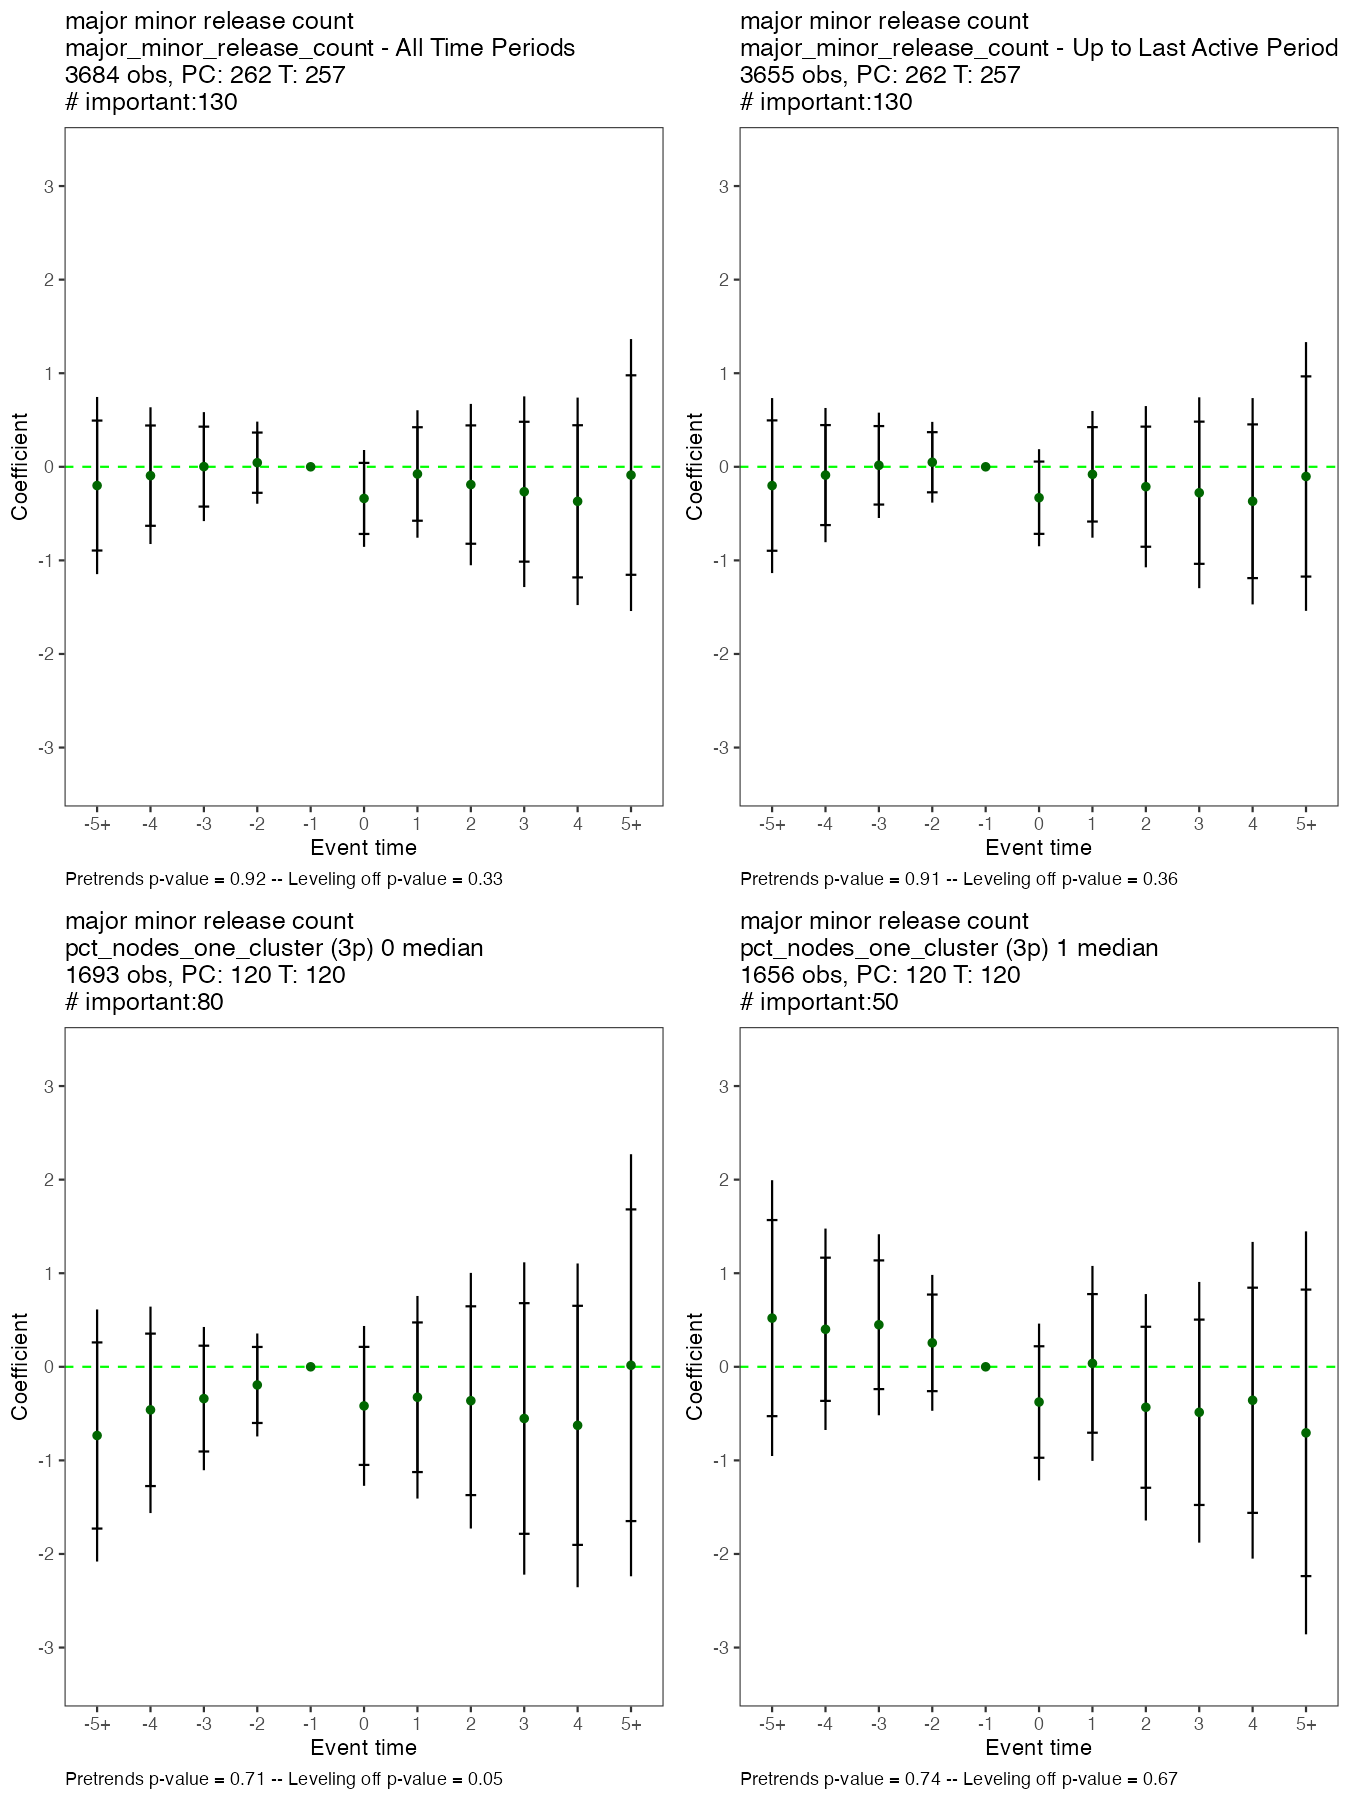 major minor release count
major_minor_release_count - All Time Periods
3684 obs, PC: 262 T: 257
# important:130
3
2
1
0
-1
-2
-3
Coefficient
-5+ -4 -3 -2 -1 0 1 2 3 4 5+
Event time
Pretrends p-value = 0.92 -- Leveling off p-value = 0.33
major minor release count
major_minor_release_count - Up to Last Active Period
3655 obs, PC: 262 T: 257
# important:130
3
2
1
0
-1
-2
-3
Coefficient
-5+ -4 -3 -2 -1 0 1 2 3 4 5+
Event time
Pretrends p-value = 0.91 -- Leveling off p-value = 0.36
major minor release count
pct_nodes_one_cluster (3p) 0 median
1693 obs, PC: 120 T: 120
# important:80
3
2
1
0
-1
-2
-3
Coefficient
-5+ -4 -3 -2 -1 0 1 2 3 4 5+
Event time
Pretrends p-value = 0.71 -- Leveling off p-value = 0.05
major minor release count
pct_nodes_one_cluster (3p) 1 median
1656 obs, PC: 120 T: 120
# important:50
3
2
1
0
-1
-2
-3
Coefficient
-5+ -4 -3 -2 -1 0 1 2 3 4 5+
Event time
Pretrends p-value = 0.74 -- Leveling off p-value = 0.67